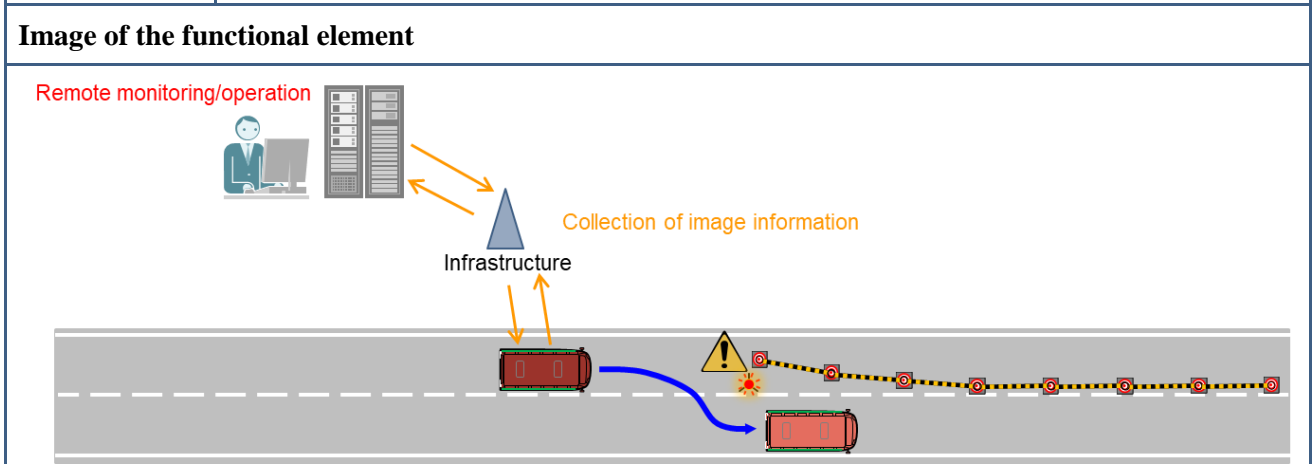 Image of the functional element
Remote monitoring/operation
Collection of image information
Infrastructure